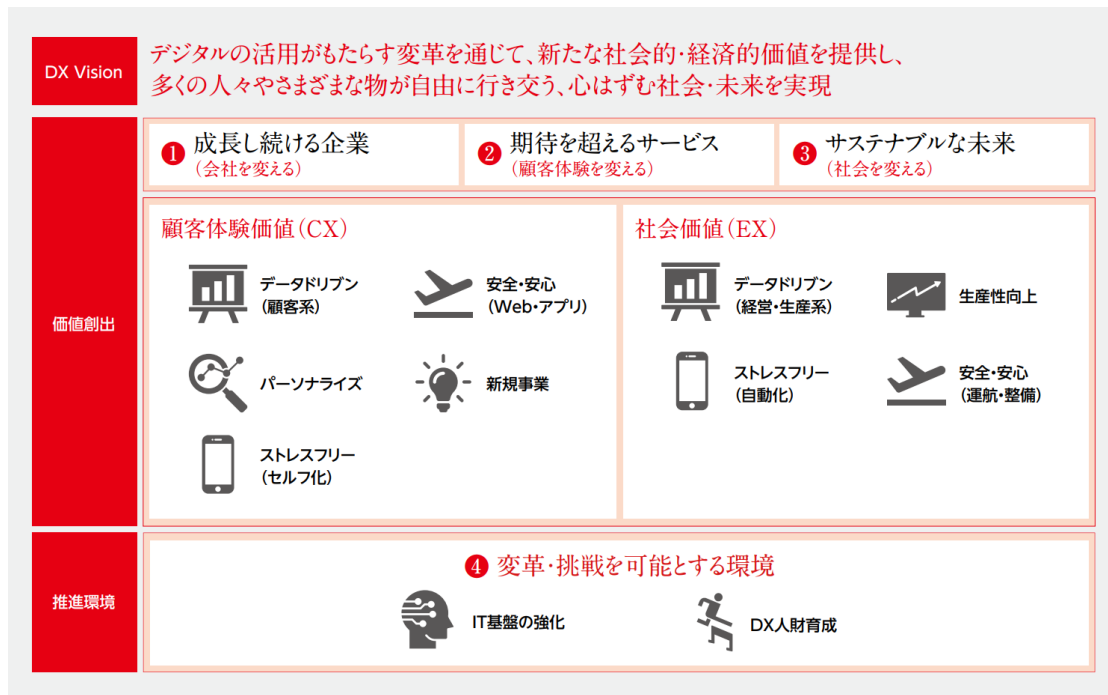 DX Vision
デジタルの活用がもたらす変革を通じて、新たな社会的・経済的価値を提供し、
多くの人々やさまざまな物が自由に行き交う、心はずむ社会・未来を実現
価値創出
❶ 成長し続ける企業
（会社を変える）
❷ 期待を超えるサービス
（顧客体験を変える）
❸ サステナブルな未来
（社会を変える）
顧客体験価値（CX）
データドリブン
（顧客系）
安全・安心
（Web・アプリ）
パーソナライズ
新規事業
ストレスフリー
（セルフ化）
社会価値（EX）
データドリブン
（経営・生産系）
生産性向上
ストレスフリー
（自動化）
安全・安心
（運航・整備）
推進環境
❹ 変革・挑戦を可能とする環境
IT基盤の強化
DX人財育成